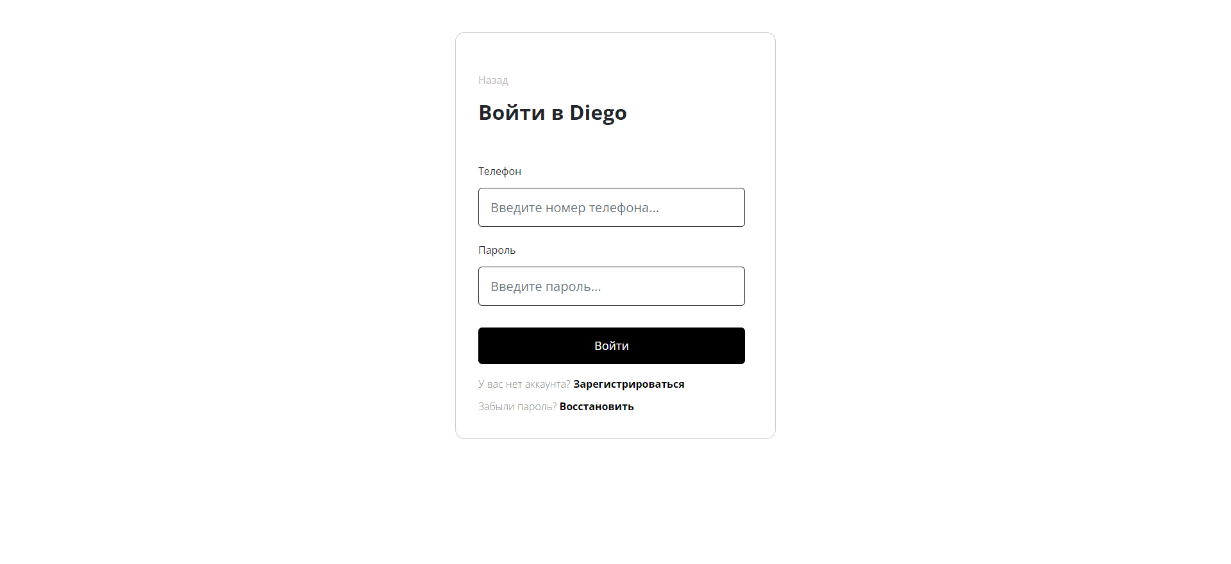 Назад
Войти в Diego
Телефон
Введите номер телефона...
Пароль
Введите пароль...
Войти
У вас нет аккаунта? Зарегистрироваться
Забыли пароль? Восстановить